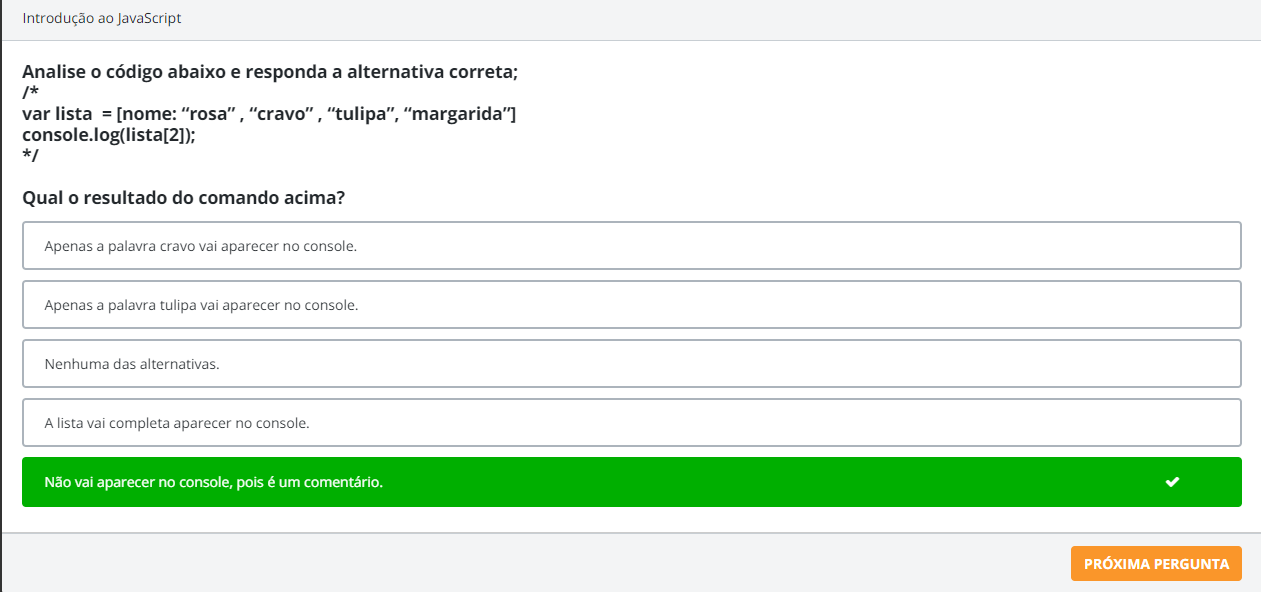 Introdução ao JavaScript
Analise o código abaixo e responda a alternativa correta;
/*
var lista  = [nome: “rosa” , “cravo” , “tulipa”, “margarida”]
console.log(lista[2]);
*/
Qual o resultado do comando acima?
Apenas a palavra cravo vai aparecer no console.
Apenas a palavra tulipa vai aparecer no console.
Nenhuma das alternativas.
A lista vai completa aparecer no console.
Não vai aparecer no console, pois é um comentário.
PRÓXIMA PERGUNTA